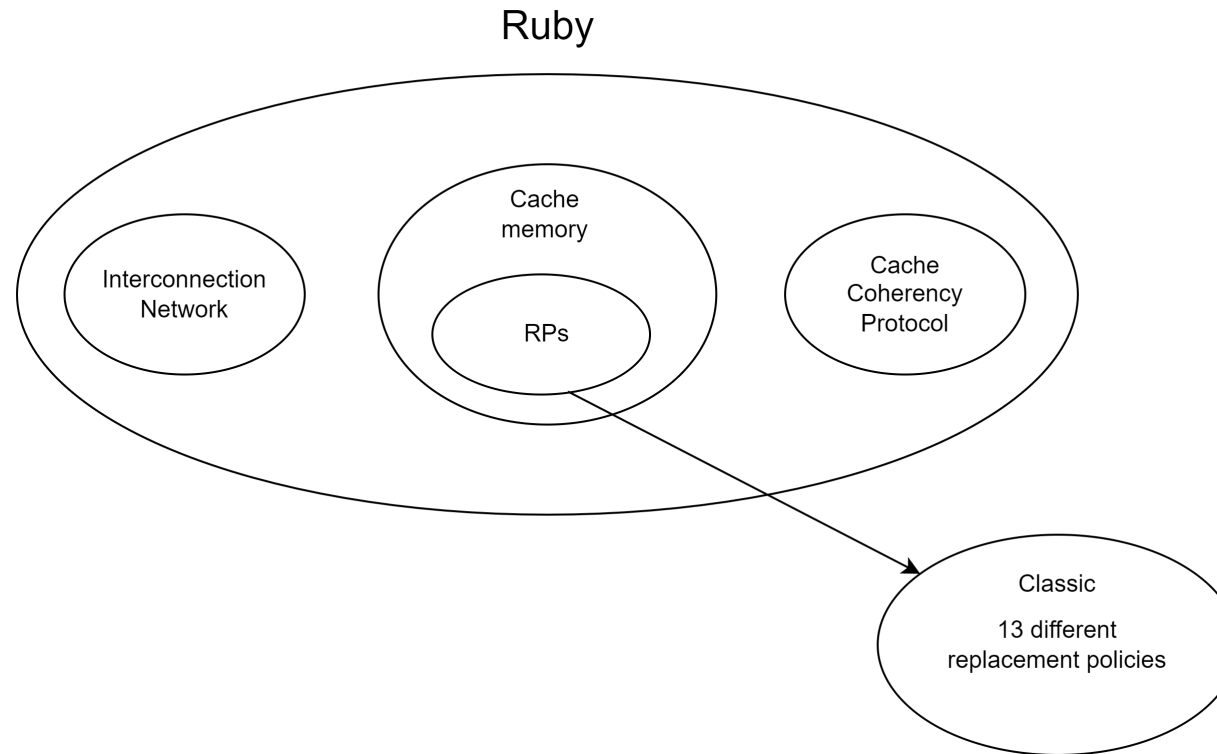 Ruby
Interconnection
Network
Cache
memory
RPs
Cache
Coherency
Protocol
Classic
13 different
replacement policies